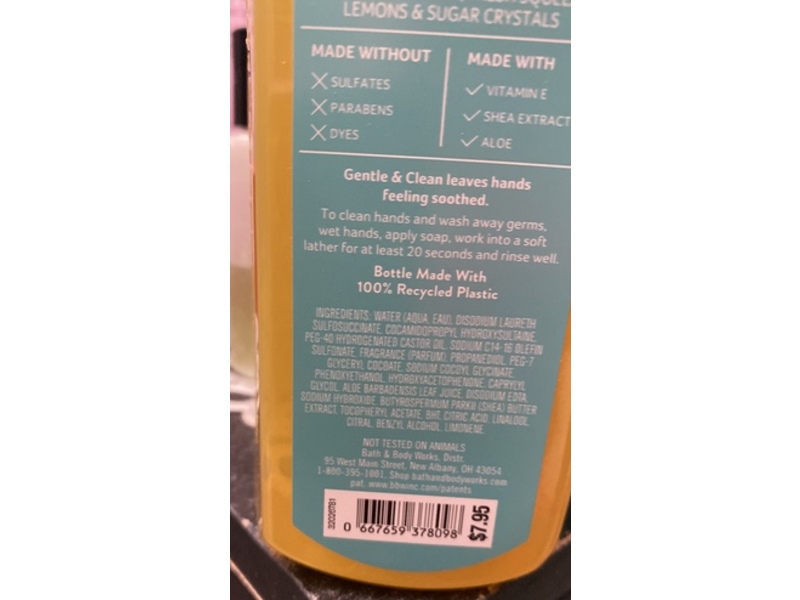 LEMONS & SUGAR CRYSTALS
MADE WITHOUT
SULFATES
PARABENS
DYES
MADE WITH
VITAMIN E
SHEA EXTRACT
ALOE
Gentle & Clean leaves hands
feeling soothed.
To clean hands and wash away germs,
wet hands, apply soap, work into a soft
lather for at least 20 seconds and rinse well.
Bottle Made With
100% Recycled Plastic
INGREDIENTS: WATER (AQUA, EAU), DISODIUM LAURETH
SULFOSUCCINATE, COCAMIDOPROPYL HYDROXYSULTAINE,
PEG-40 HYDROGENATED CASTOR OIL, SODIUM C14-16 OLEFIN
SULFONATE, FRAGRANCE (PARFUM), PROPANEDIOL, PEG-7
GLYCERYL COCOATE, SODIUM COCOYL GLYCINATE,
PHENOXYETHANOL, HYDROXYACETOPHENONE, CAPRYLYL
GLYCOL, ALOE BARBADENSIS LEAF JUICE, DISODIUM EDTA,
SODIUM HYDROXIDE, BUTYROSPERMUM PARKII (SHEA) BUTTER
EXTRACT, TOCOPHERYL ACETATE, BHT, CITRIC ACID, LINALOOL,
CITRAL, BENZYL ALCOHOL, LIMONENE.
NOT TESTED ON ANIMALS
Bath & Body Works, Distr.
95 West Main Street, New Albany, OH 43054
1-800-395-1001. Shop bathandbodyworks.com
pat. www.bbwinc.com/patents
0 667659 378098
$7.95